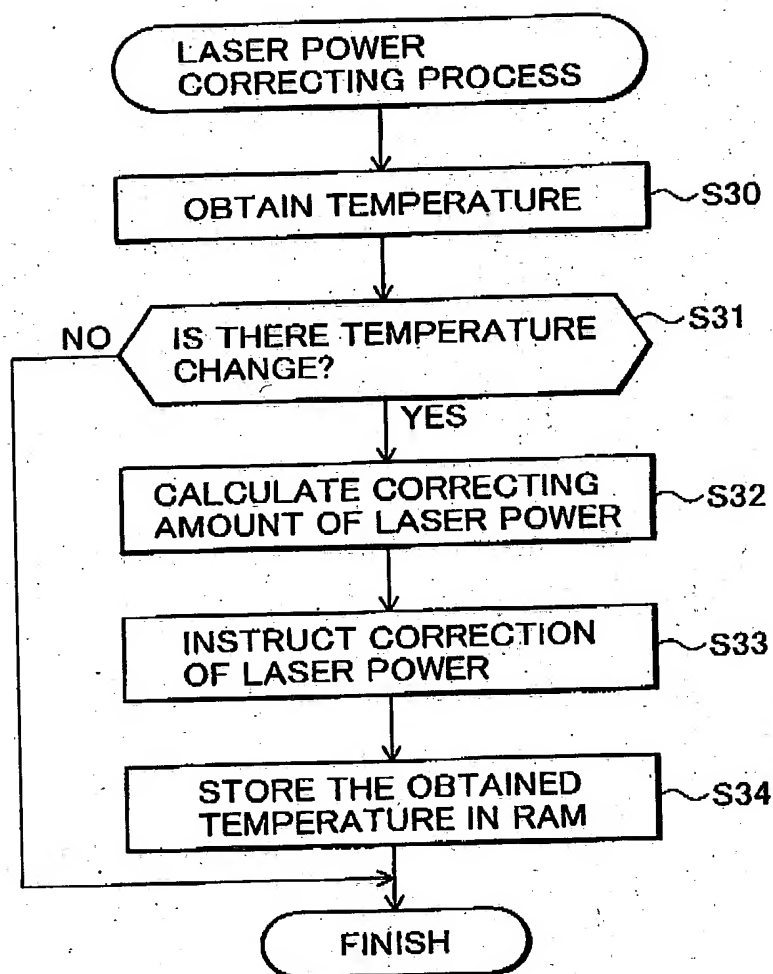 LASER POWER
CORRECTING PROCESS
OBTAIN TEMPERATURE
S30
IS THERE TEMPERATURE
CHANGE?
S31
NO
YES
CALCULATE CORRECTING
AMOUNT OF LASER POWER
S32
INSTRUCT CORRECTION
OF LASER POWER
S33
STORE THE OBTAINED
TEMPERATURE IN RAM
S34
FINISH